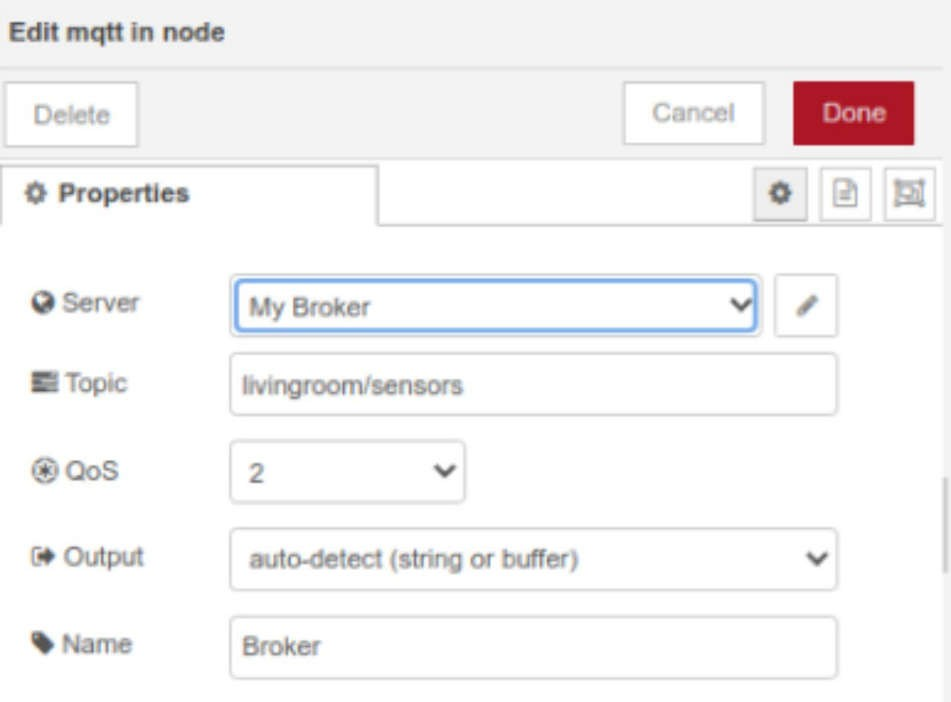 Edit mqtt in node
Delete Cancel Done
Properties
Server My Broker
Topic livingroom/sensors
QoS 2
Output auto-detect (string or buffer)
Name Broker